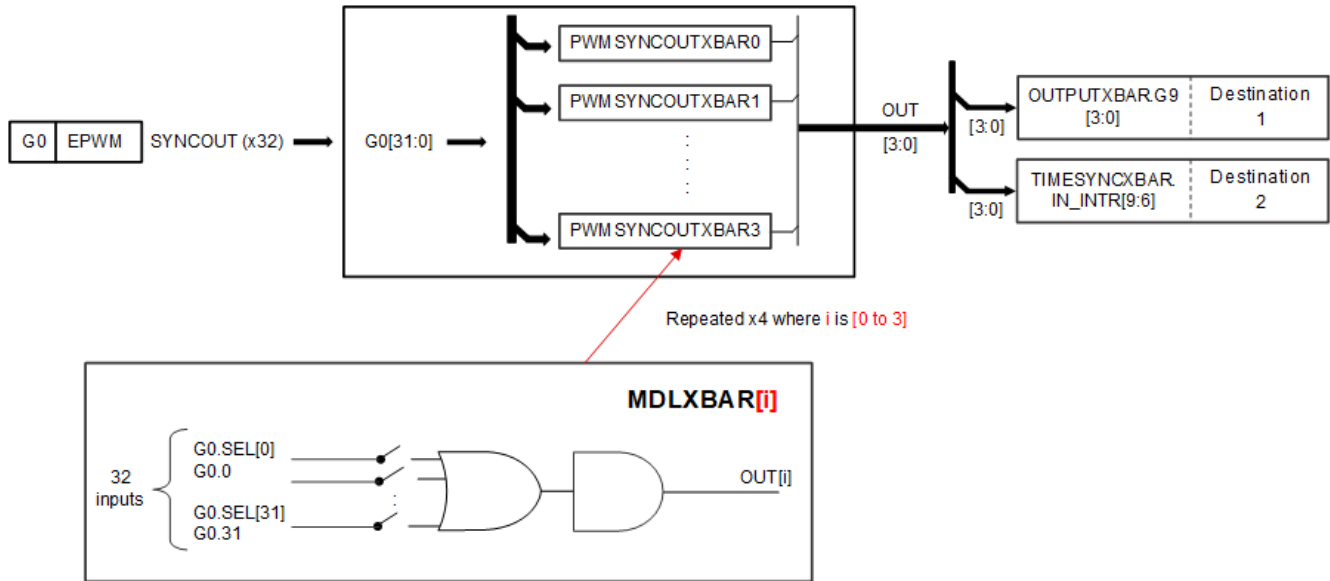 PWMSYNCOUTXBAR0
PWMSYNCOUTXBAR1
G0 EPWM SYNCOUT (x32)
G0[31:0]
OUT
[3:0]
[3:0]
OUTPUTXBAR.G9
[3:0]
Destination
1
PWMSYNCOUTXBAR3
[3:0]
TIMESYNCXBAR.
IN_INTR[9:6]
Destination
2
Repeated x4 where i is [0 to 3]
MDLXBAR[i]
32
inputs
G0.SEL[0]
G0.0
G0.SEL[31]
G0.31
OUT[i]